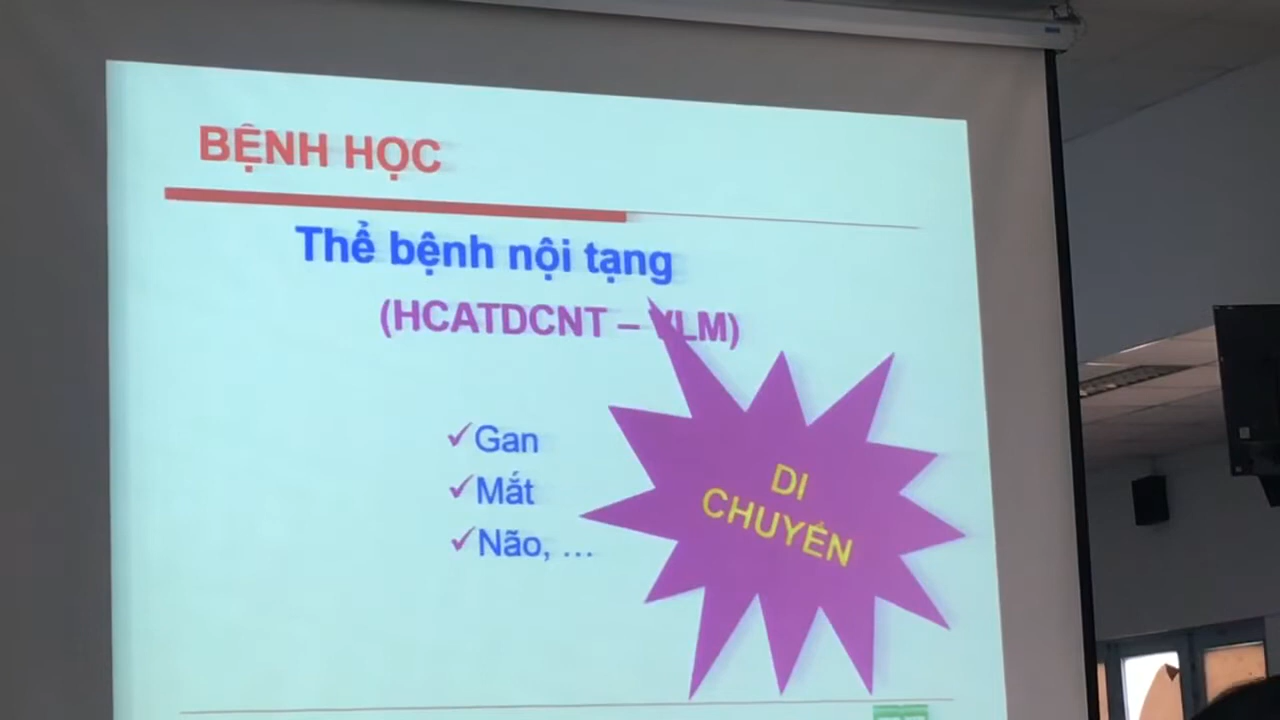 BỆNH HỌC
Thể bệnh nội tạng
(HCATDCNT – VLM)
✓Gan
✓Mắt
✓Não, ...
DI
CHUYỂN